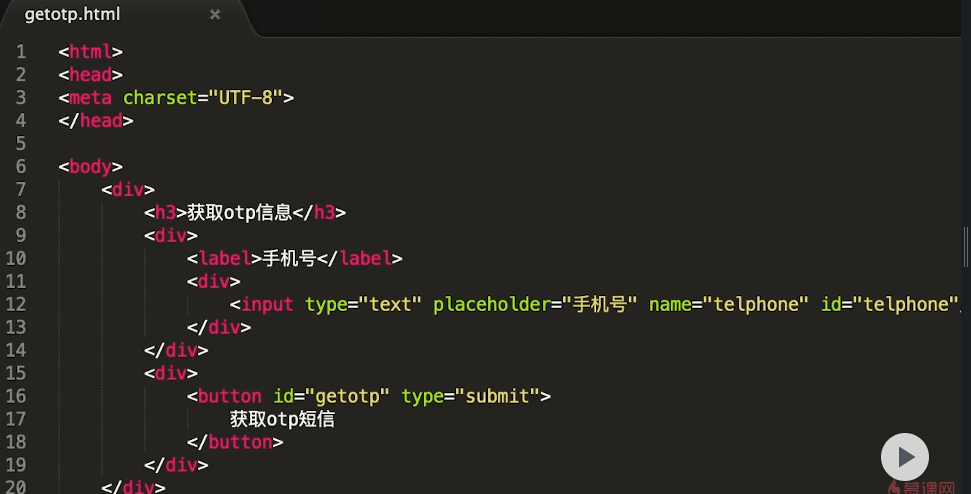 getotp.html ×
1 <html>
2 <head>
3 <meta charset="UTF-8">
4 </head>
5
6 <body>
7 <div>
8 <h3>获取otp信息</h3>
9 <div>
10 <label>手机号</label>
11 <div>
12 <input type="text" placeholder="手机号" name="telphone" id="telphone"
13 </div>
14 </div>
15 <div>
16 <button id="getotp" type="submit">
17 获取otp短信
18 </button>
19 </div>
20 </div>
慕课网